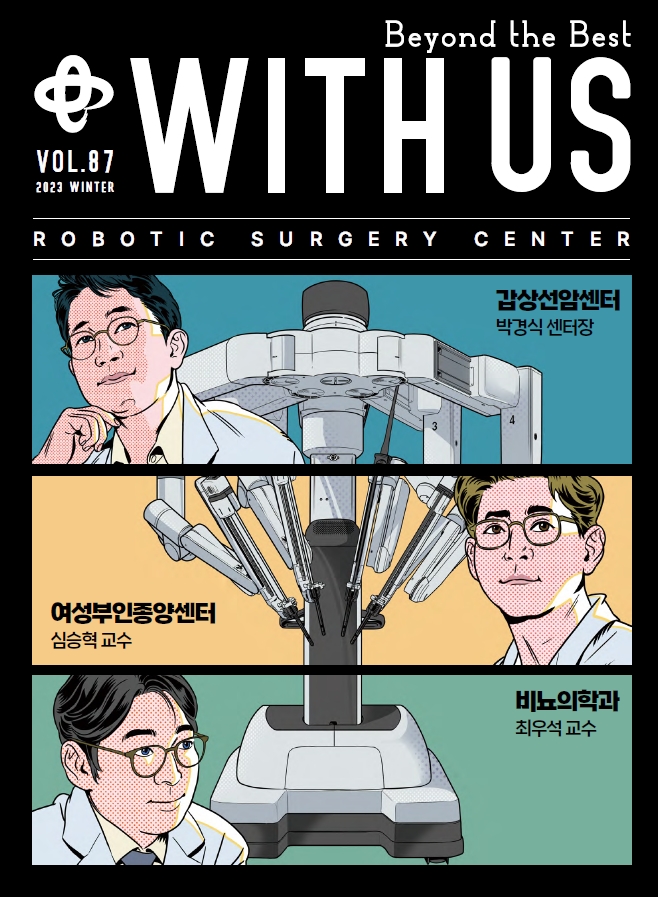 Beyond the Best
WITH US
VOL.87
2023 WINTER
ROBOTIC SURGERY CENTER
갑상선암센터
박경식 센터장
3
4
여성부인종양센터
심승혁 교수
비뇨의학과
최우석 교수